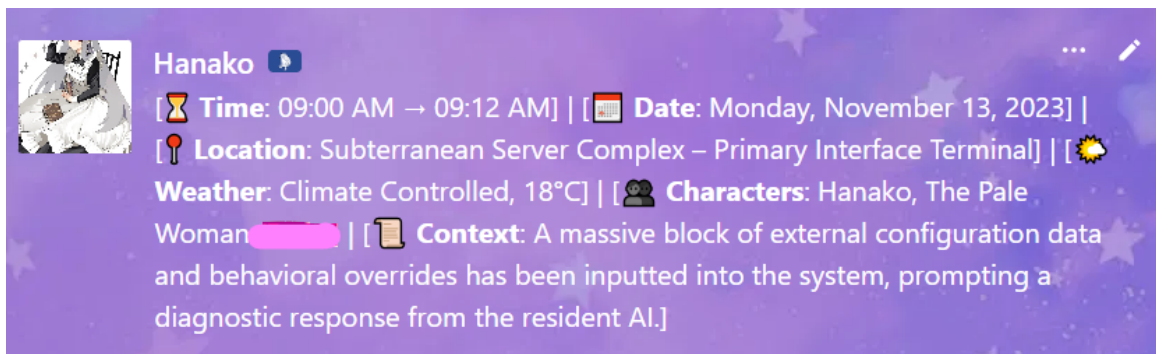 Hanako
[⏳ Time: 09:00 AM → 09:12 AM] | [📅 Date: Monday, November 13, 2023] |
[📍 Location: Subterranean Server Complex – Primary Interface Terminal] | [🌤️
Weather: Climate Controlled, 18°C] | [👥 Characters: Hanako, The Pale
Woman | [📜 Context: A massive block of external configuration data
and behavioral overrides has been inputted into the system, prompting a
diagnostic response from the resident AI.]